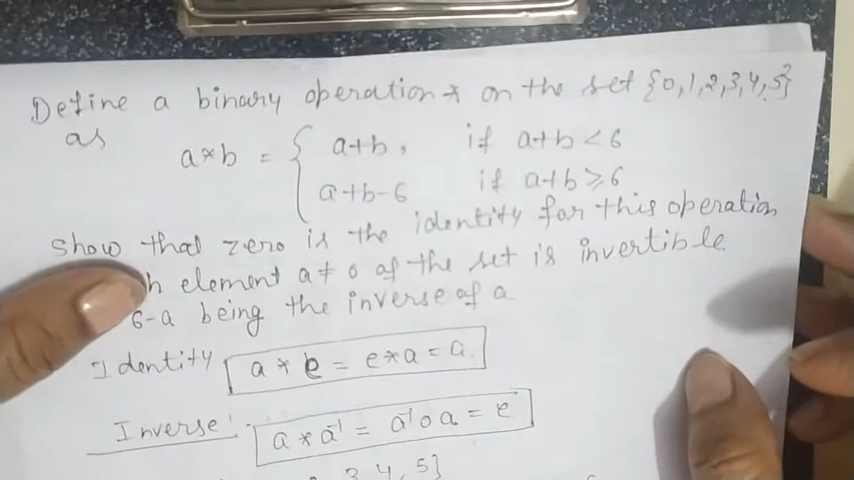 Define a binary operation * on the set {0,1,2,3,4,5}
as a*b = { a+b, if a+b < 6
a+b-6 if a+b ≥ 6
Show that zero is the identity for this operation
h element a ≠ 0 of the set is invertible
6-a being the inverse of a
Identity a * e = e*a = a.
Inverse a * a⁻¹ = a⁻¹ o a = e
3 4, 5}